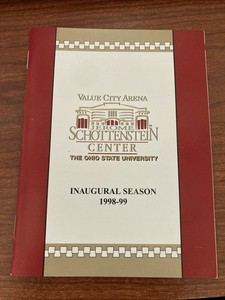 VALUE CITY ARENA
JEROME
SCHOTTENSTEIN
CENTER
THE OHIO STATE UNIVERSITY
INAUGURAL SEASON
1998-99